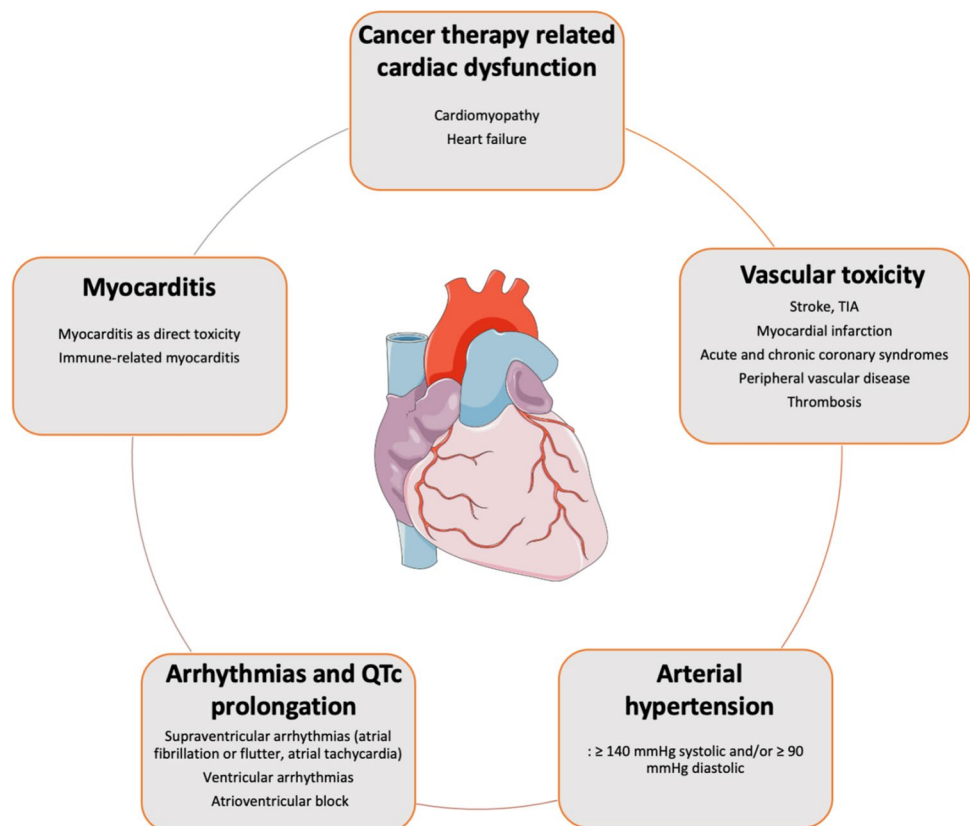 Cancer therapy related
cardiac dysfunction
Cardiomyopathy
Heart failure
Vascular toxicity
Stroke, TIA
Myocardial infarction
Acute and chronic coronary syndromes
Peripheral vascular disease
Thrombosis
Arterial
hypertension
: ≥ 140 mmHg systolic and/or ≥ 90
mmHg diastolic
Arrhythmias and QTc
prolongation
Supraventricular arrhythmias (atrial
fibrillation or flutter, atrial tachycardia)
Ventricular arrhythmias
Atrioventricular block
Myocarditis
Myocarditis as direct toxicity
Immune-related myocarditis